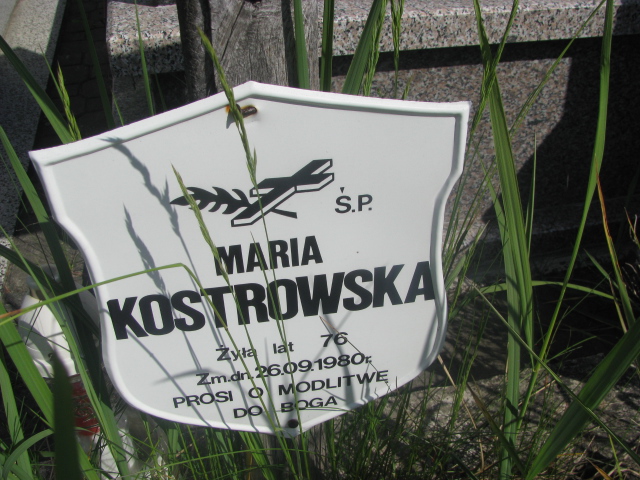 Ś.P.
MARIA
KOSTROWSKA
Żyła lat 76
Zm.dn.26.09.1980r.
PROSI O MODLITWĘ
DO BOGA